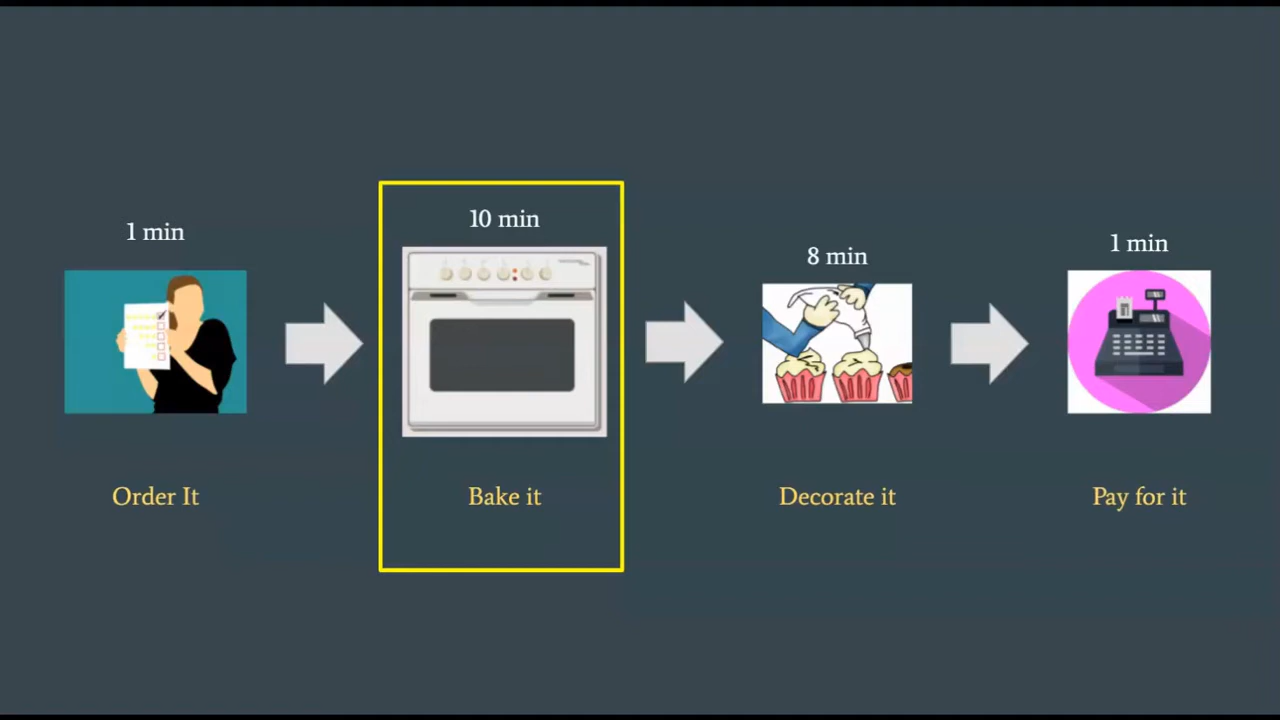 1 min
10 min
8 min
1 min
Order It
Bake it
Decorate it
Pay for it